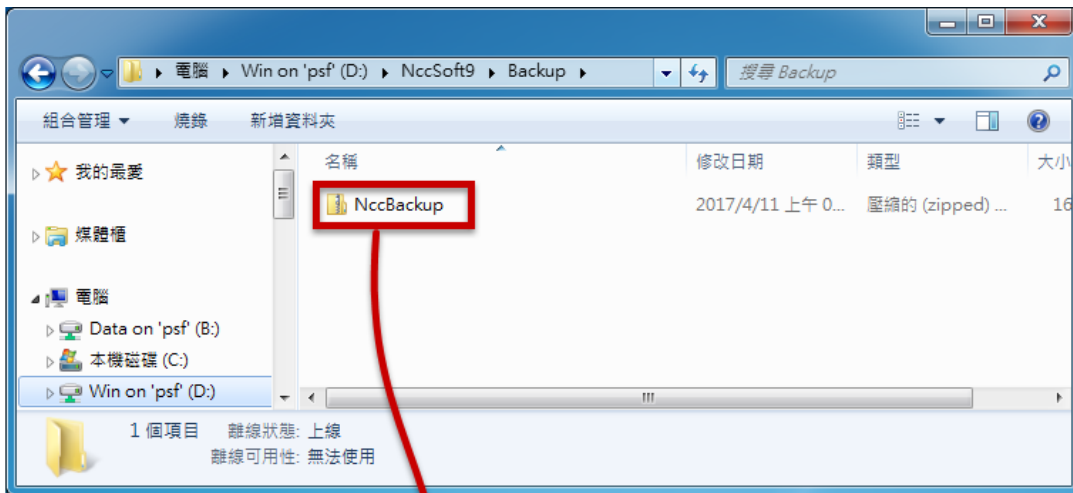 電腦 Win on 'psf' (D:) NccSoft9 Backup 搜尋 Backup
組合管理 燒錄 新增資料夾
我的最愛
媒體櫃
電腦
Data on 'psf' (B:)
本機磁碟 (C:)
Win on 'psf' (D:)
名稱 修改日期 類型 大小
NccBackup 2017/4/11 上午 0... 壓縮的 (zipped) ... 16
1 個項目 離線狀態: 上線
離線可用性: 無法使用